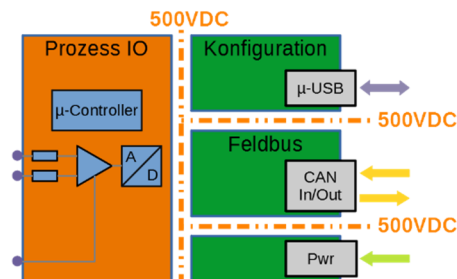 500VDC
Prozess IO
Konfiguration
µ-Controller
µ-USB
500VDC
Feldbus
A
D
CAN
In/Out
500VDC
Pwr